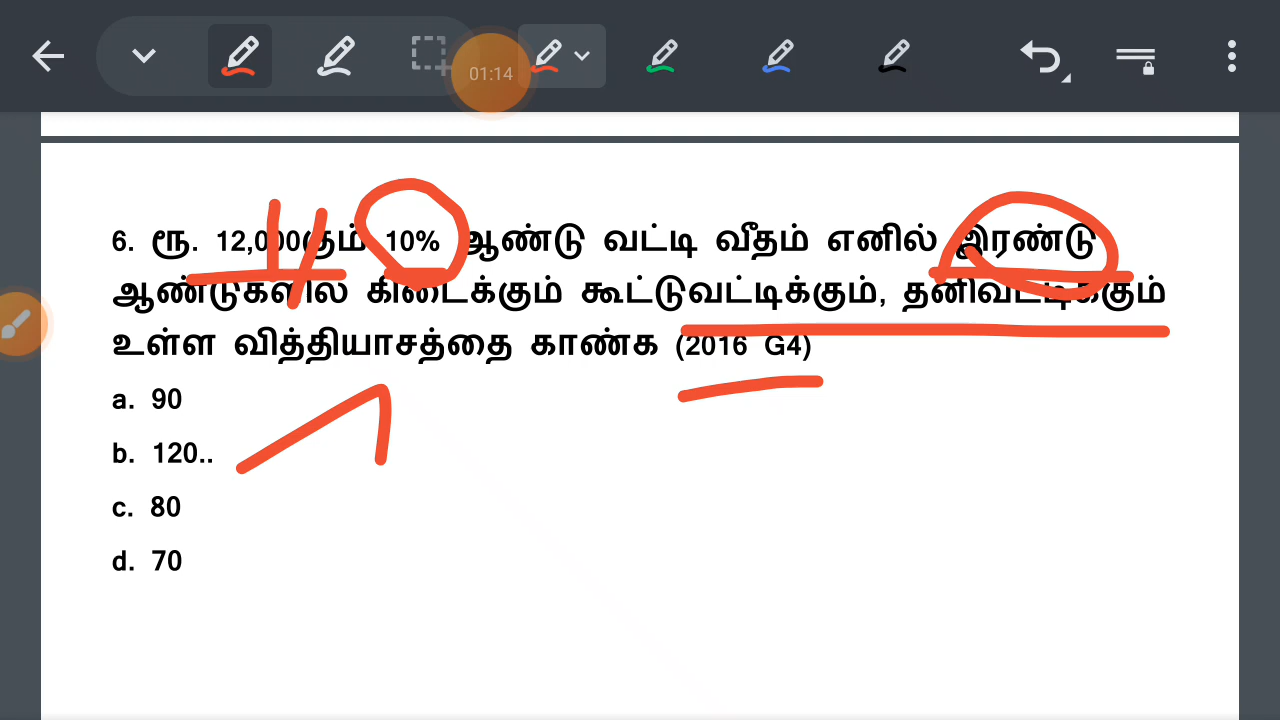 01:14
6. ரூ. 12,000கும் 10% ஆண்டு வட்டி வீதம் எனில் இரண்டு
ஆண்டுகளில் கிடைக்கும் கூட்டுவட்டிக்கும், தனிவட்டிக்கும்
உள்ள வித்தியாசத்தை காண்க (2016 G4)
a. 90
b. 120..
c. 80
d. 70